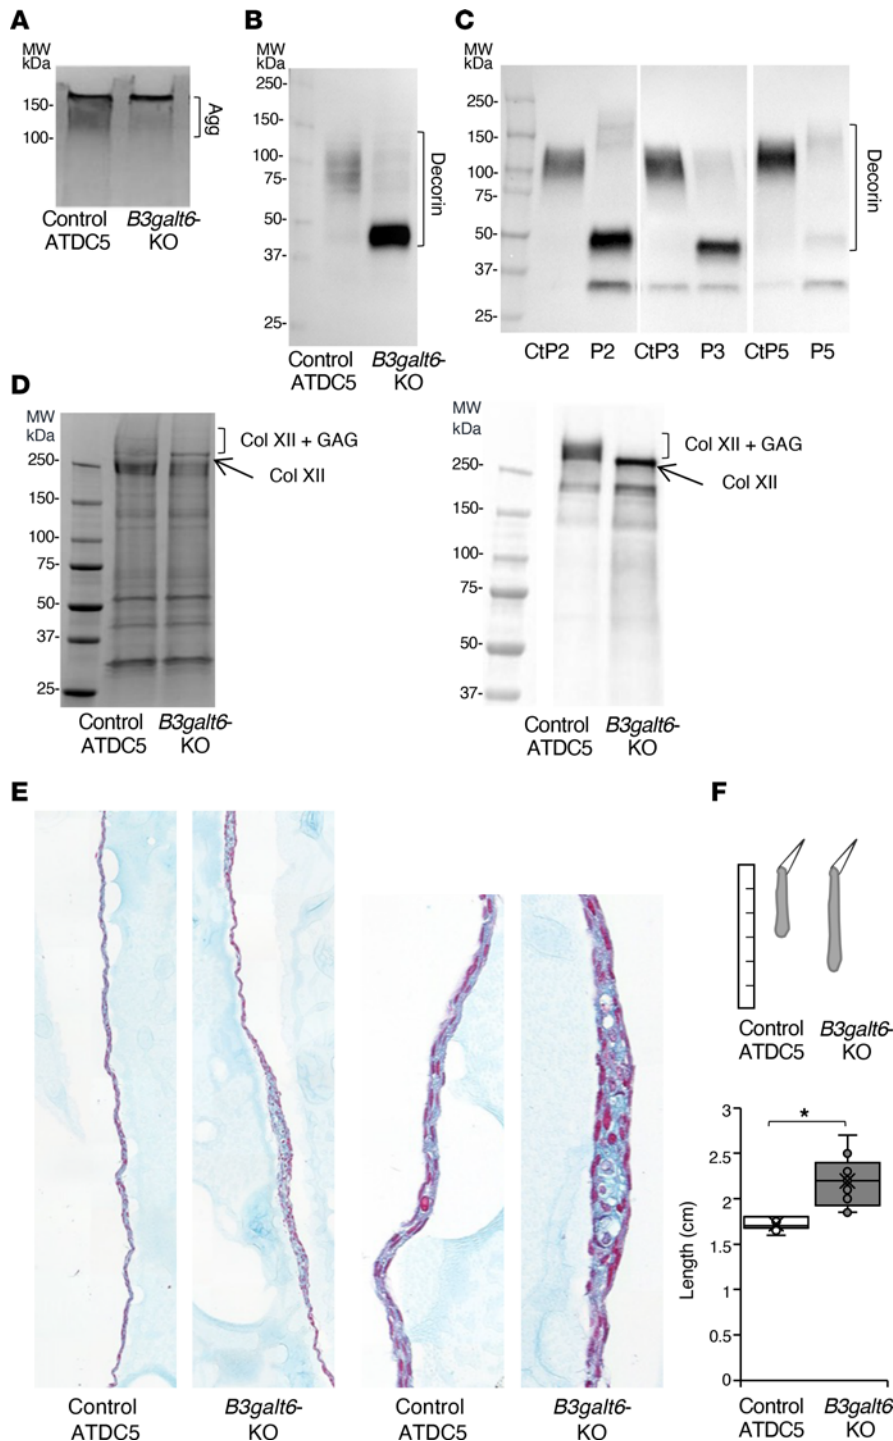 A
MW
kDa
150-
100-
Agg
Control
ATDC5
B3galt6-
KO
B
MW
kDa
250-
150-
100-
75-
50-
37-
25-
Decorin
Control
ATDC5
B3galt6-
KO
C
MW
kDa
250-
150-
100-
75-
50-
37-
25-
Decorin
CtP2 P2 CtP3 P3 CtP5 P5
D
MW
kDa
250-
150-
100-
75-
50-
37-
25-
Col XII + GAG
Col XII
Control
ATDC5
B3galt6-
KO
MW
kDa
250-
150-
100-
75-
50-
37-
Col XII + GAG
Col XII
Control
ATDC5
B3galt6-
KO
E
Control
ATDC5
B3galt6-
KO
Control
ATDC5
B3galt6-
KO
F
Control
ATDC5
B3galt6-
KO
3
2.5
2
1.5
1
0.5
0
Length (cm)
*
Control
ATDC5
B3galt6
KO